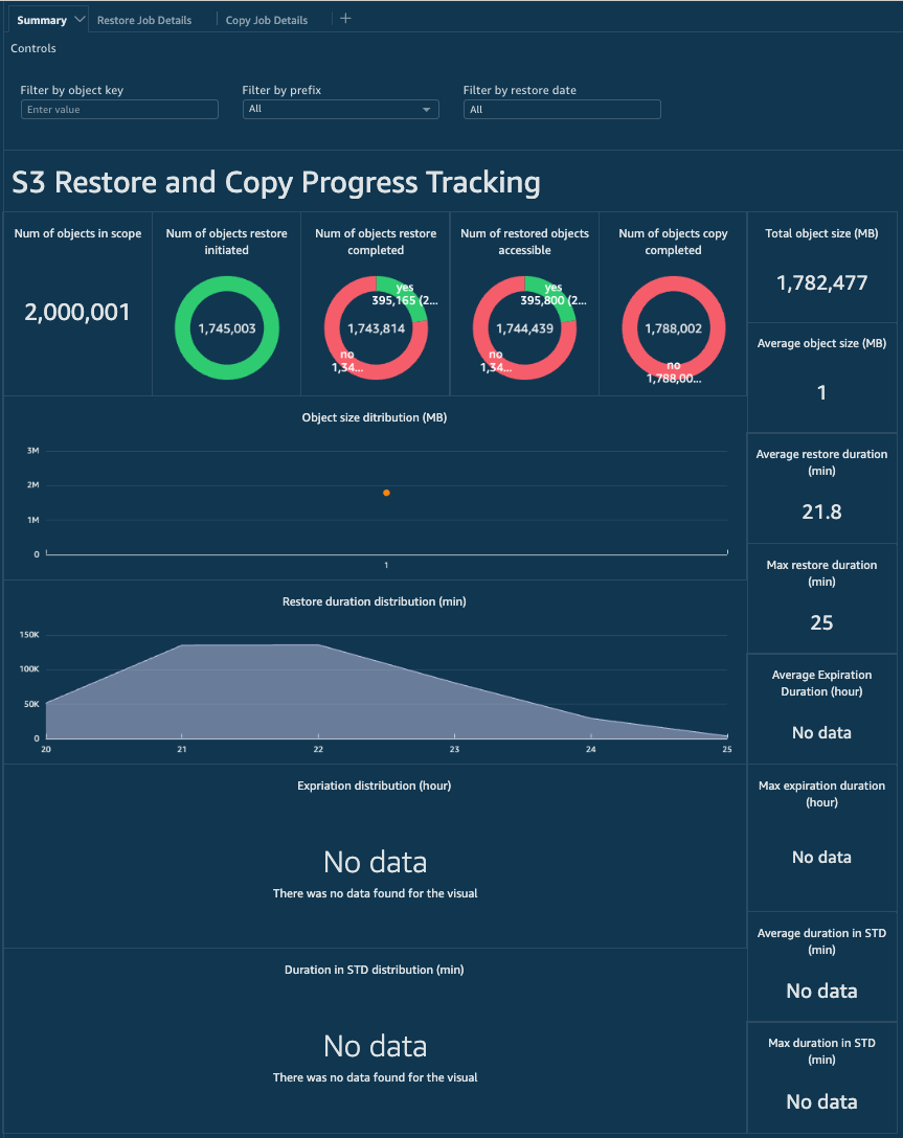 Summary
Restore Job Details
Copy Job Details
Controls
Filter by object key
Filter by prefix
Filter by restore date
Enter value
All
All
S3 Restore and Copy Progress Tracking
Num of objects in scope
2,000,001
Num of objects restore
initiated
1,745,003
Num of objects restore
completed
yes
395,165 (2...
1,743,814
no
1,34...
Num of restored objects
accessible
yes
395,800 (2...
1,744,439
no
1,34...
Num of objects copy
completed
1,788,002
no
1,788,00...
Total object size (MB)
1,782,477
Average object size (MB)
1
Object size ditribution (MB)
3M
2M
1M
0
1
Average restore duration
(min)
21.8
Max restore duration
(min)
25
Restore duration distribution (min)
150K
100K
50K
0
20
21
22
23
24
25
Average Expiration
Duration (hour)
No data
Expriation distribution (hour)
No data
There was no data found for the visual
Max expiration duration
(hour)
No data
Average duration in STD
(min)
No data
Duration in STD distribution (min)
No data
There was no data found for the visual
Max duration in STD
(min)
No data